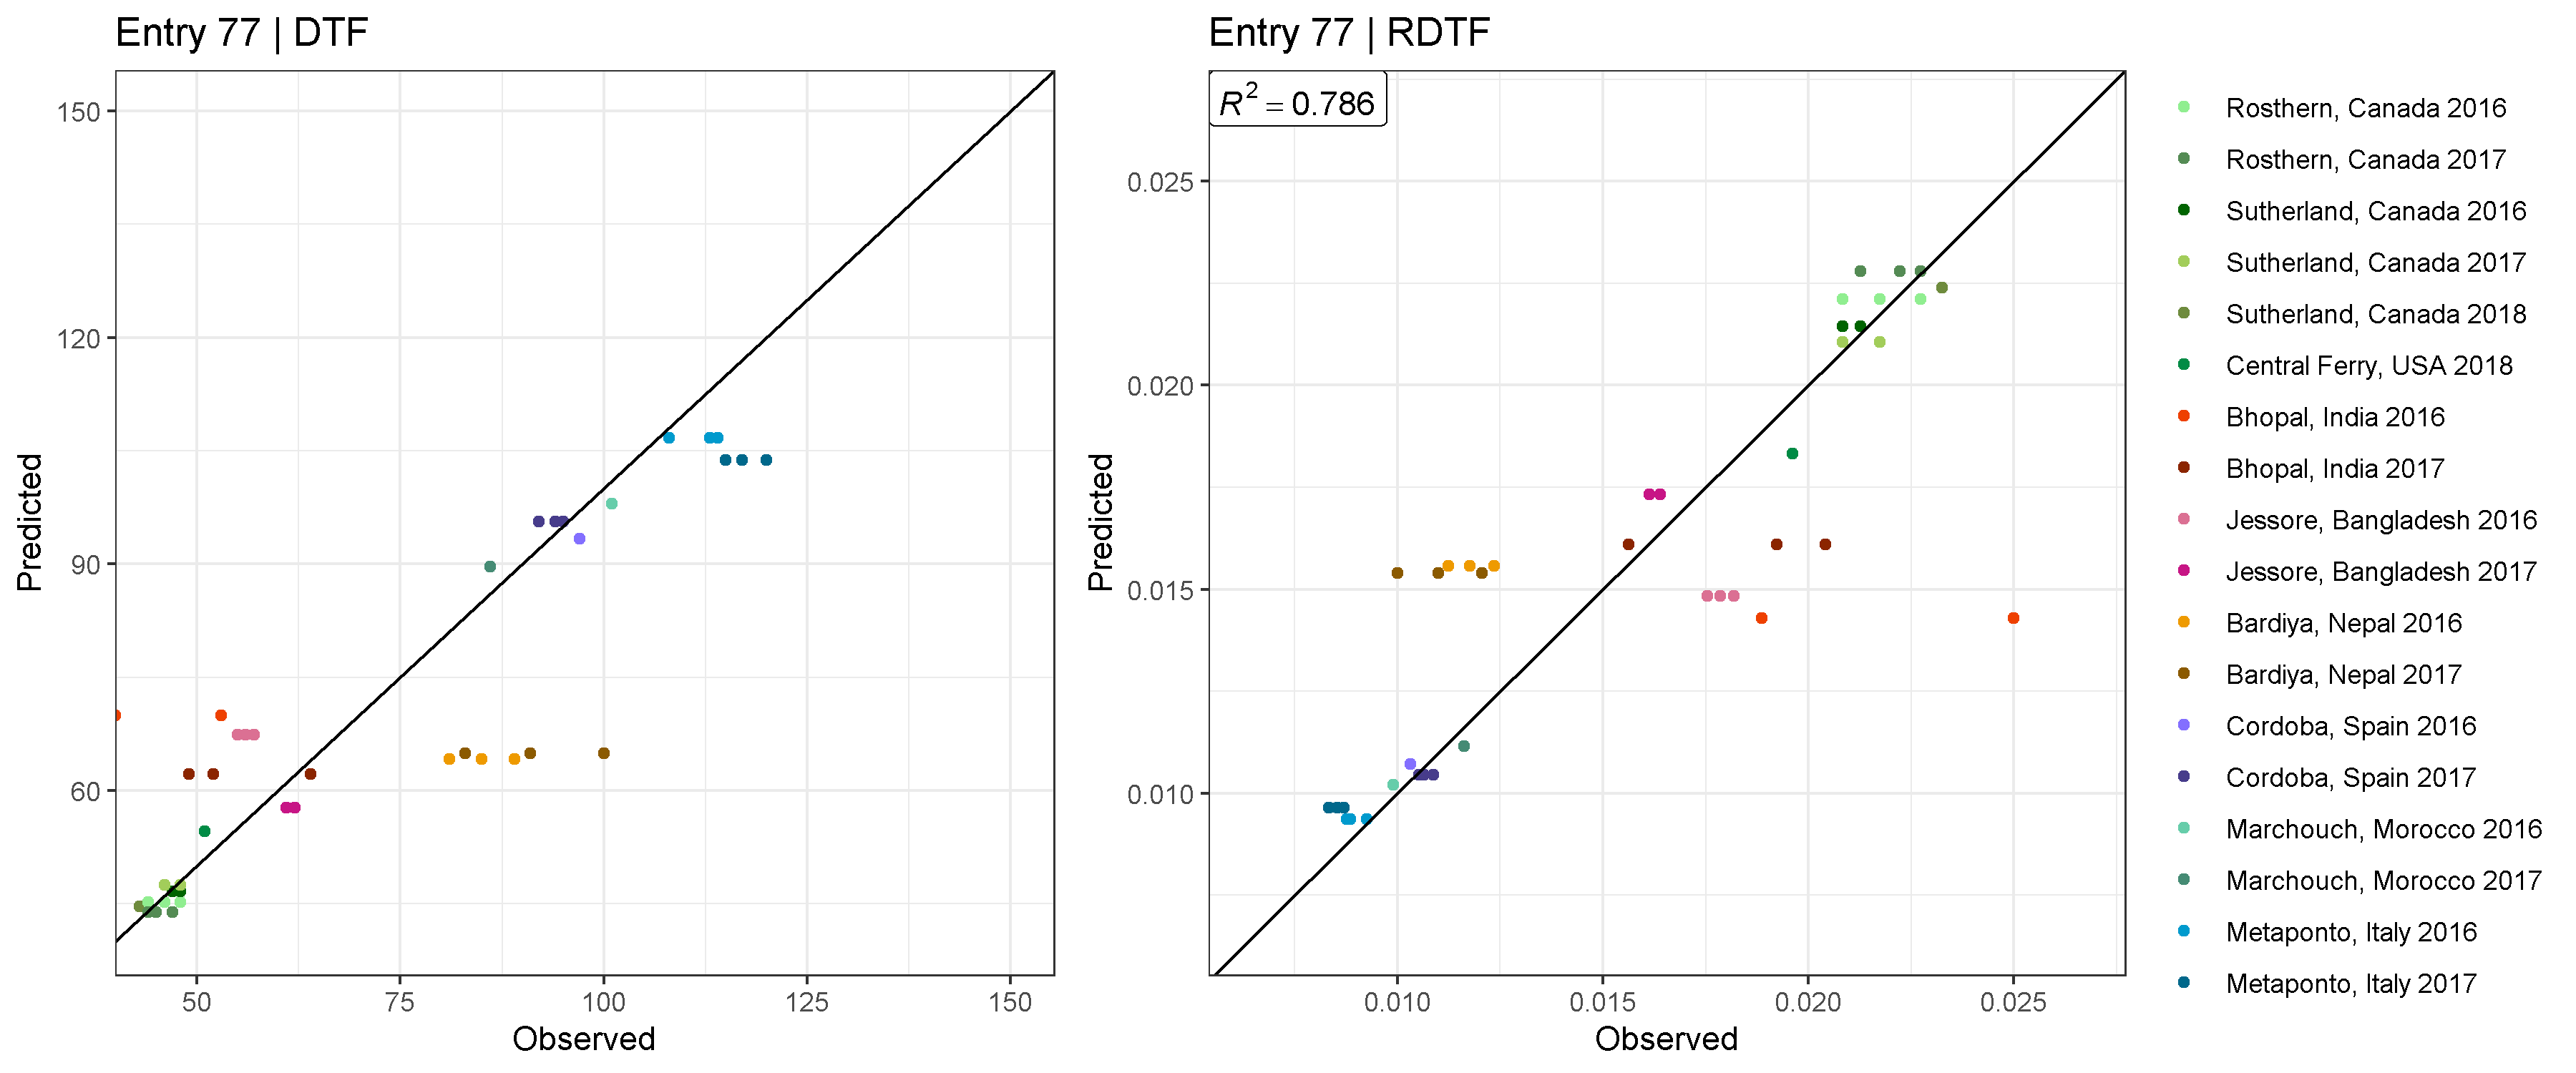 Entry 77 | DTF
150
120
90
60
Predicted
50
75
100
125
150
Observed
Entry 77 | RDTF
R² = 0.786
0.025
0.020
0.015
0.010
Predicted
0.010
0.015
0.020
0.025
Observed
Rosthern, Canada 2016
Rosthern, Canada 2017
Sutherland, Canada 2016
Sutherland, Canada 2017
Sutherland, Canada 2018
Central Ferry, USA 2018
Bhopal, India 2016
Bhopal, India 2017
Jessore, Bangladesh 2016
Jessore, Bangladesh 2017
Bardiya, Nepal 2016
Bardiya, Nepal 2017
Cordoba, Spain 2016
Cordoba, Spain 2017
Marchouch, Morocco 2016
Marchouch, Morocco 2017
Metaponto, Italy 2016
Metaponto, Italy 2017